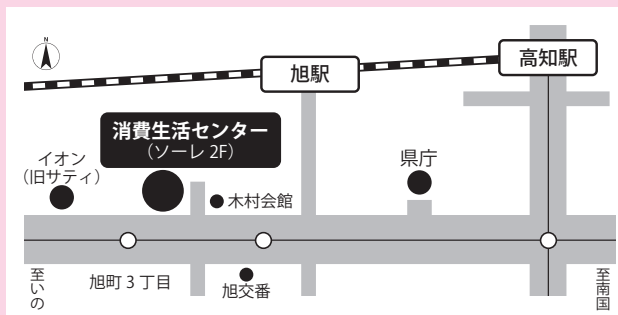 N
高知駅
旭駅
消費生活センター
（ソーレ 2F）
イオン
（旧サティ）
県庁
木村会館
至いの
旭町 3 丁目
旭交番
至南国